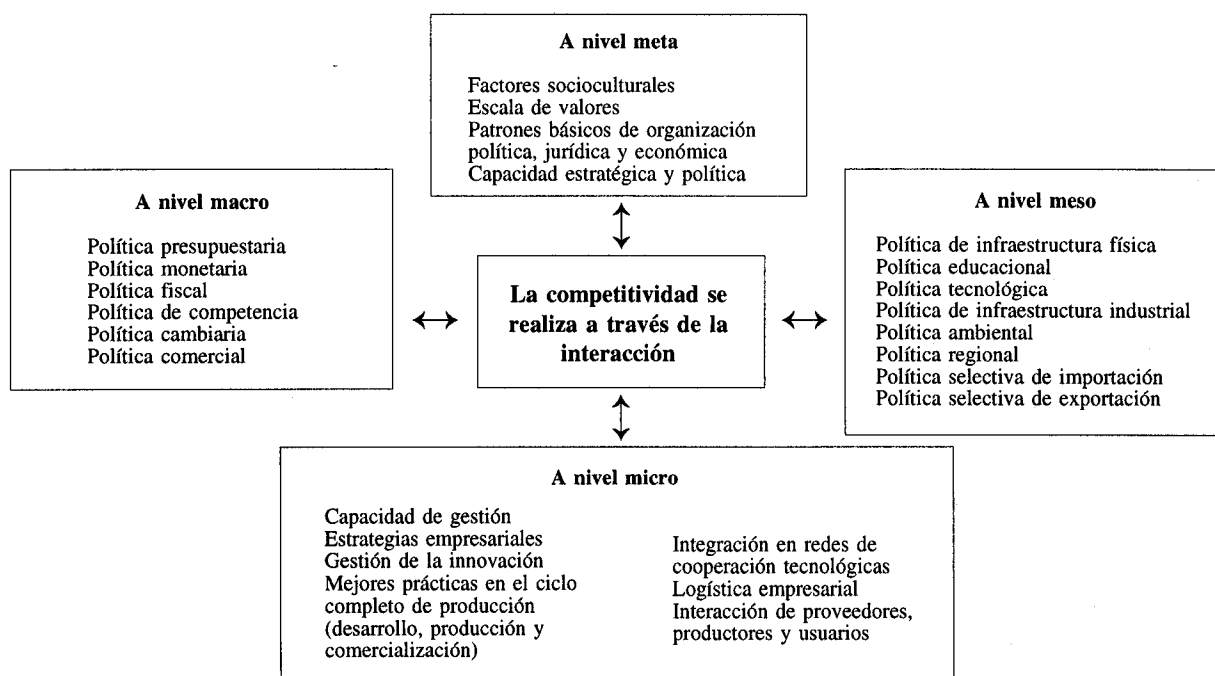 A nivel meta
Factores socioculturales
Escala de valores
Patrones básicos de organización
política, jurídica y económica
Capacidad estratégica y política
A nivel macro
Política presupuestaria
Política monetaria
Política fiscal
Política de competencia
Política cambiaria
Política comercial
La competitividad se
realiza a través de la
interacción
A nivel meso
Política de infraestructura física
Política educacional
Política tecnológica
Política de infraestructura industrial
Política ambiental
Política regional
Política selectiva de importación
Política selectiva de exportación
A nivel micro
Capacidad de gestión
Estrategias empresariales
Gestión de la innovación
Mejores prácticas en el ciclo
completo de producción
(desarrollo, producción y
comercialización)
Integración en redes de
cooperación tecnológicas
Logística empresarial
Interacción de proveedores,
productores y usuarios